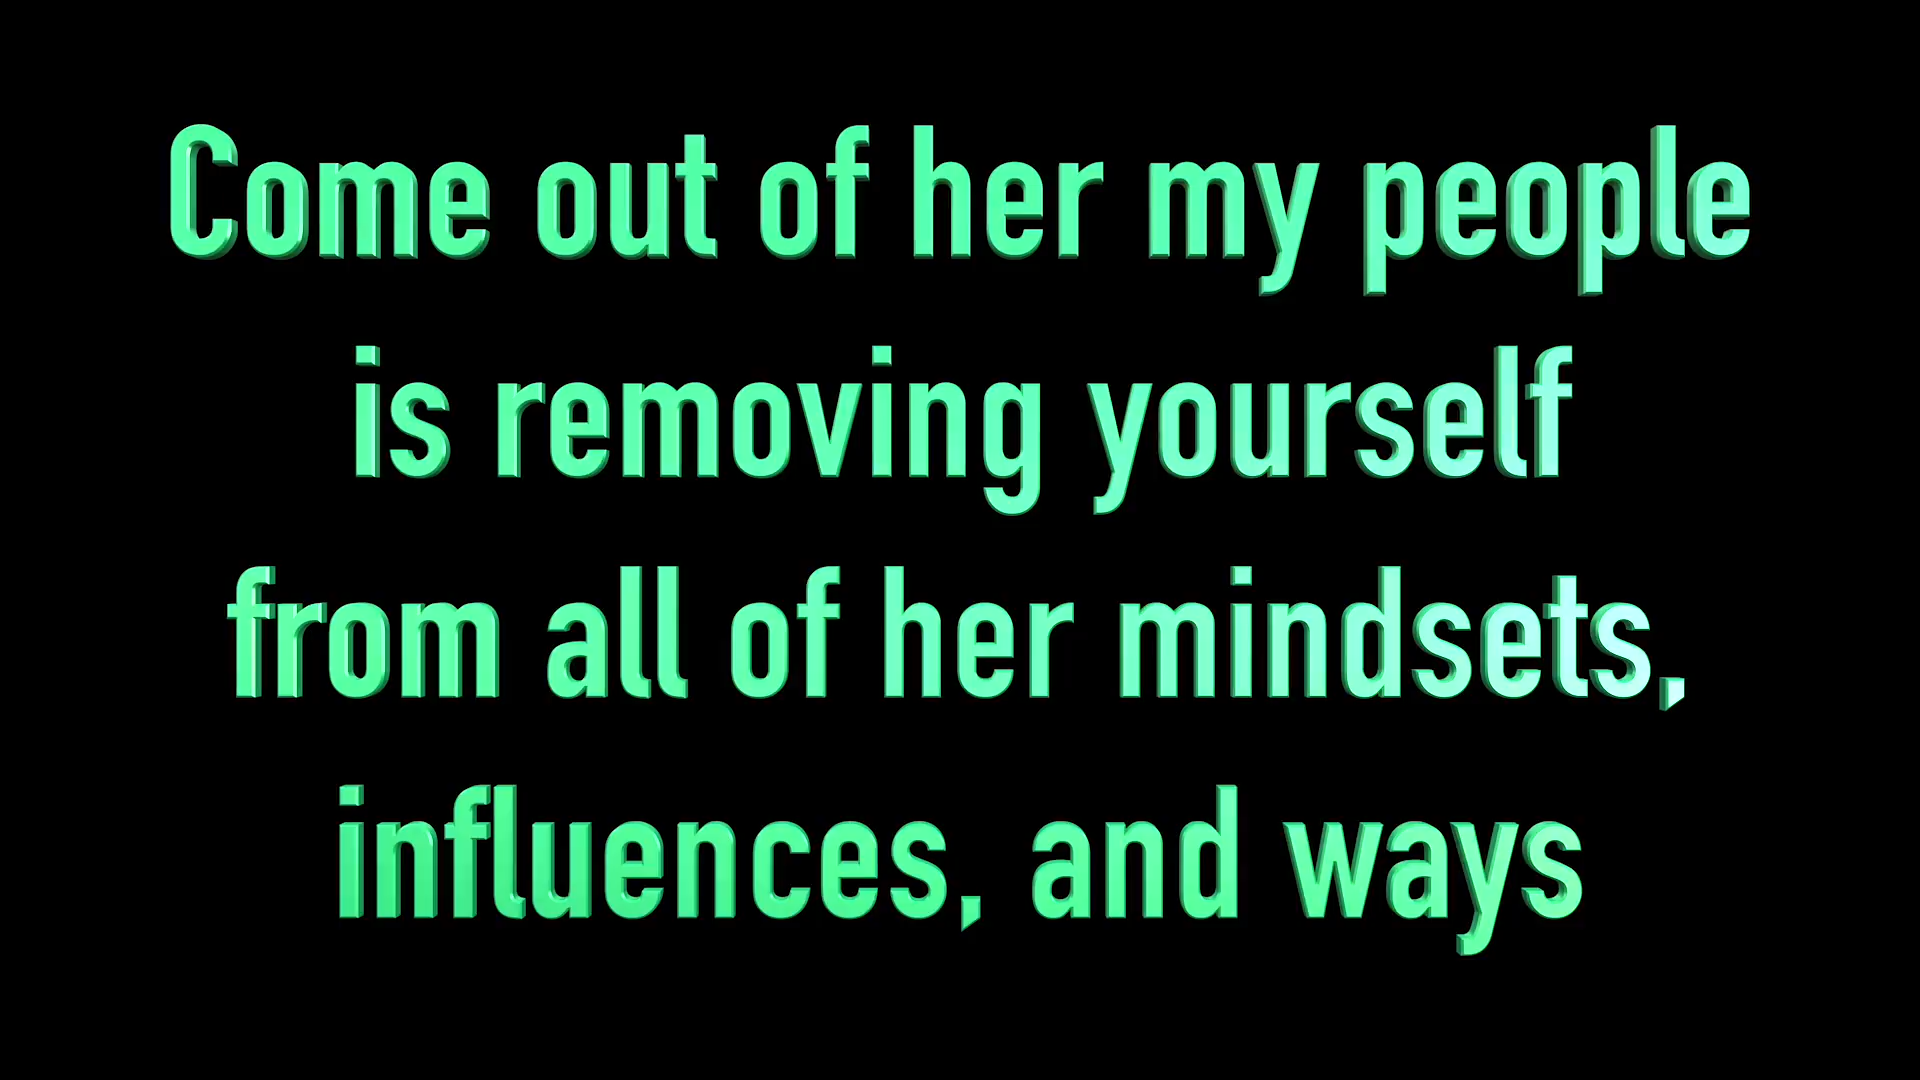 Come out of her my people
is removing yourself
from all of her mindsets,
influences, and ways